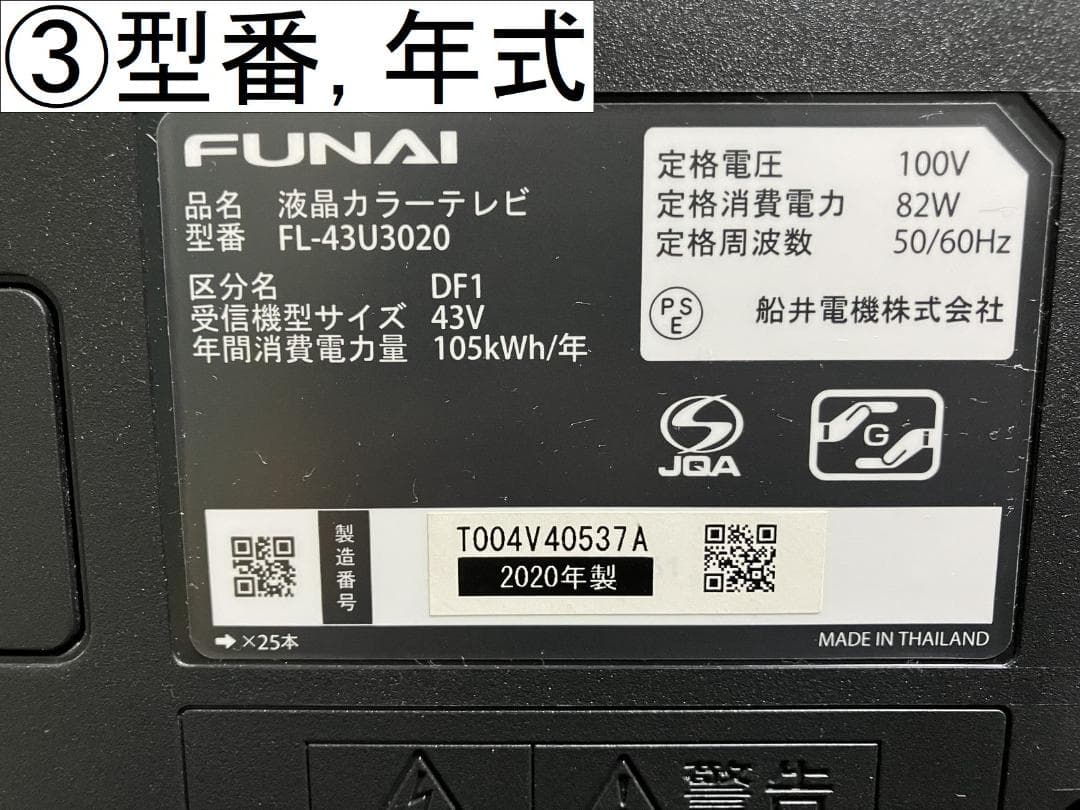 ③型番, 年式
FUNAI
品名 液晶カラーテレビ
型番 FL-43U3020
区分名 DF1
受信機型サイズ 43V
年間消費電力量 105kWh/年
定格電圧 100V
定格消費電力 82W
定格周波数 50/60Hz
PSE 船井電機株式会社
JQA
G
製造番号
T004V40537A
2020年製
➔×25本
MADE IN THAILAND
警告